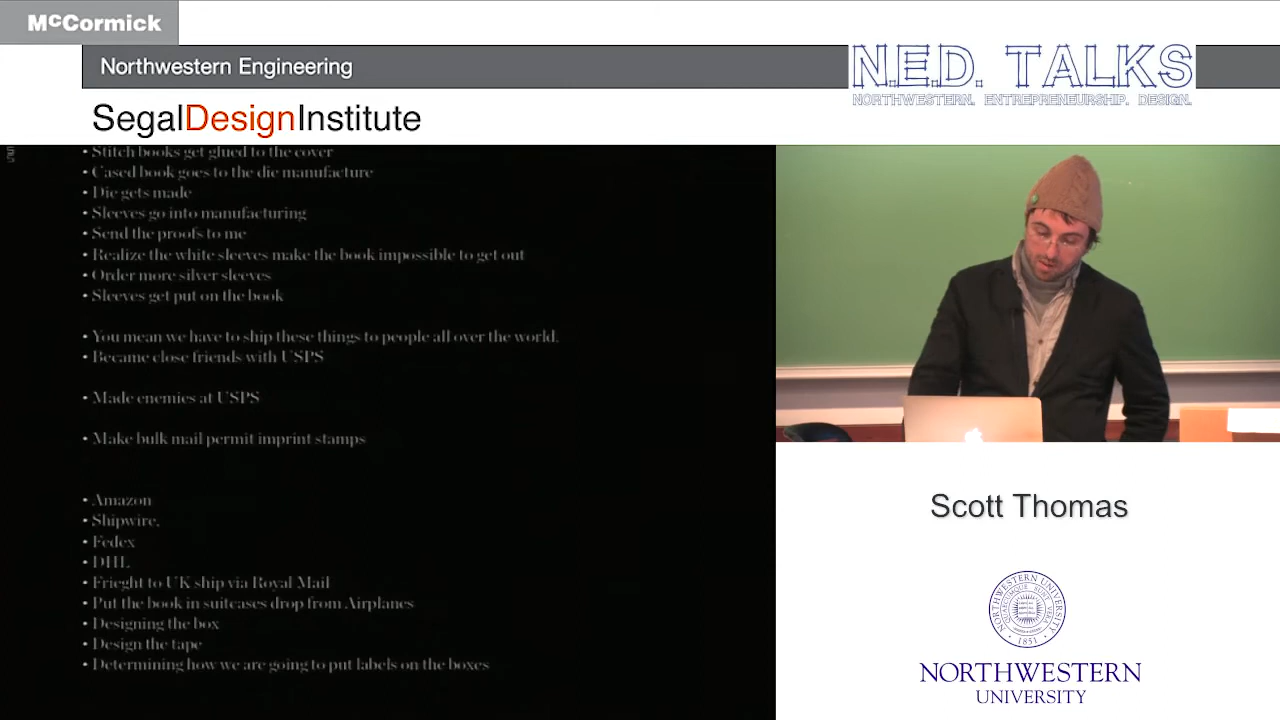 McCormick
Northwestern Engineering
N.E.D. TALKS
NORTHWESTERN. ENTREPRENEURSHIP. DESIGN.
SegalDesignInstitute
• Stitch books get glued to the cover
• Cased book goes to the die manufacture
• Die gets made
• Sleeves go into manufacturing
• Send the proofs to me
• Realize the white sleeves make the book impossible to get out
• Order more silver sleeves
• Sleeves get put on the book
• You mean we have to ship these things to people all over the world.
• Became close friends with USPS
• Made enemies at USPS
• Make bulk mail permit imprint stamps
• Amazon
• Shipwire.
• Fedex
• DHL
• Frieght to UK ship via Royal Mail
• Put the book in suitcases drop from Airplanes
• Designing the box
• Design the tape
• Determining how we are going to put labels on the boxes
Scott Thomas
NORTHWESTERN
UNIVERSITY
1851